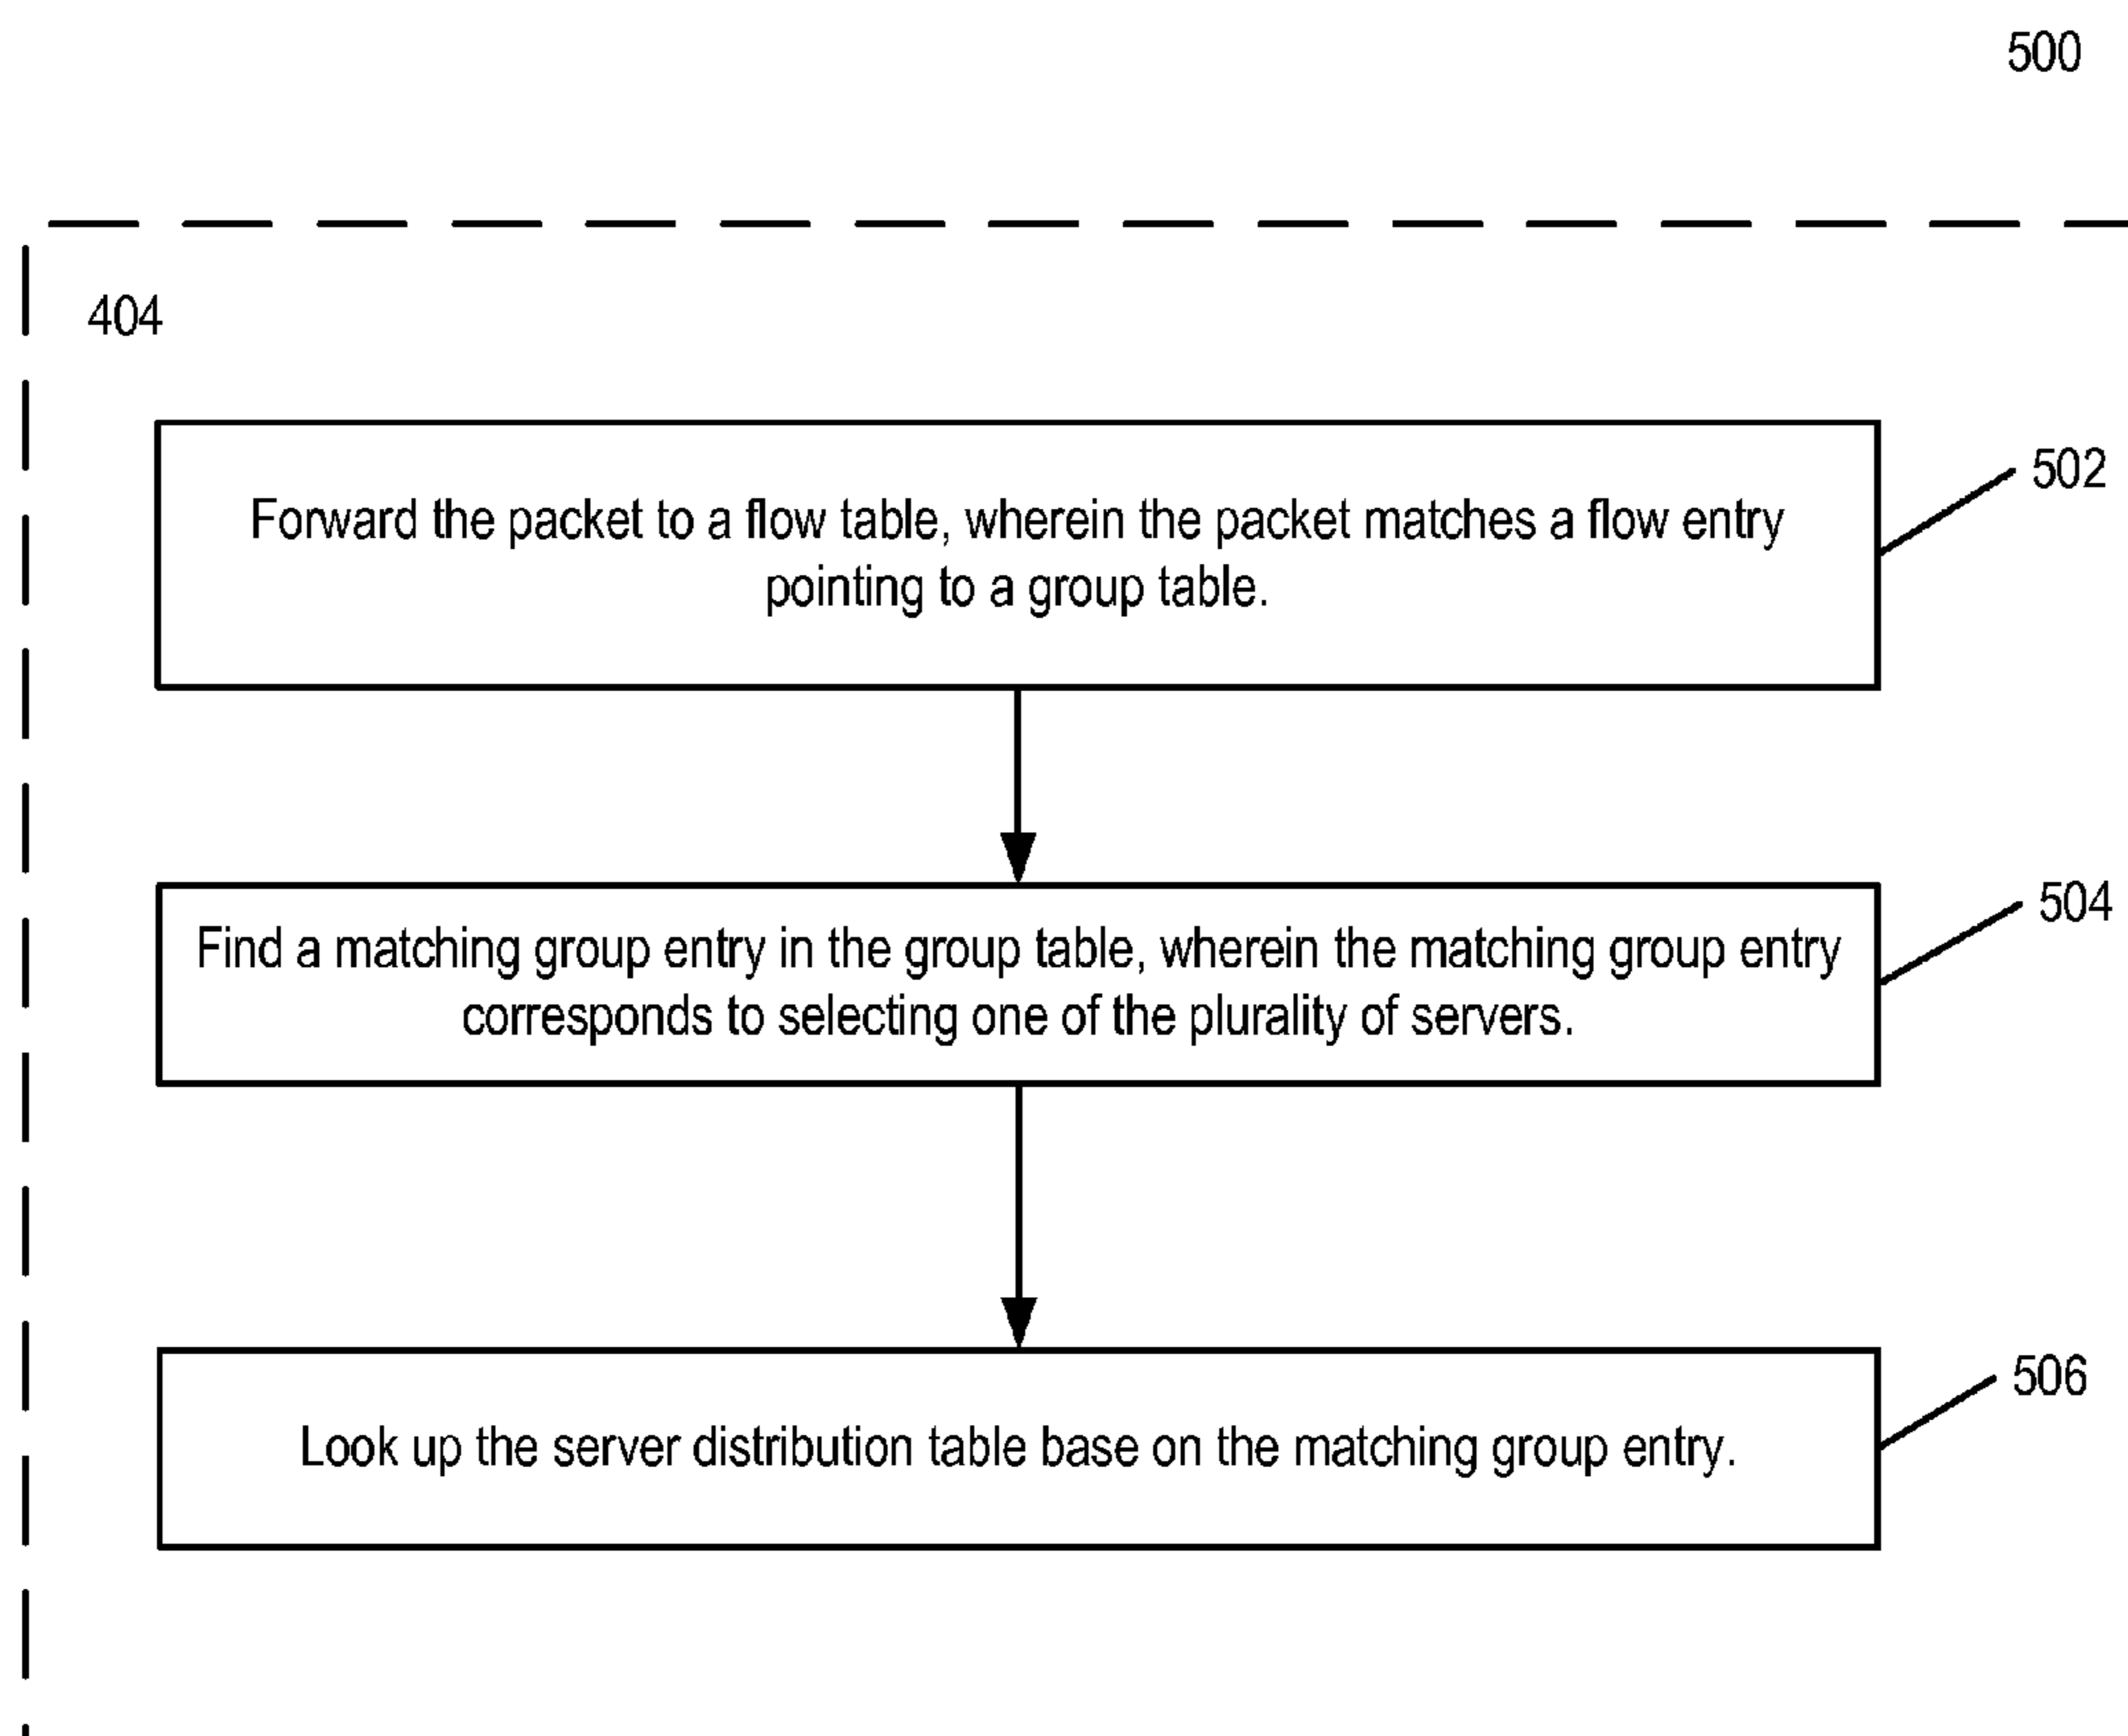 500
404
Forward the packet to a flow table, wherein the packet matches a flow entry
pointing to a group table.
502
Find a matching group entry in the group table, wherein the matching group entry
corresponds to selecting one of the plurality of servers.
504
Look up the server distribution table base on the matching group entry.
506